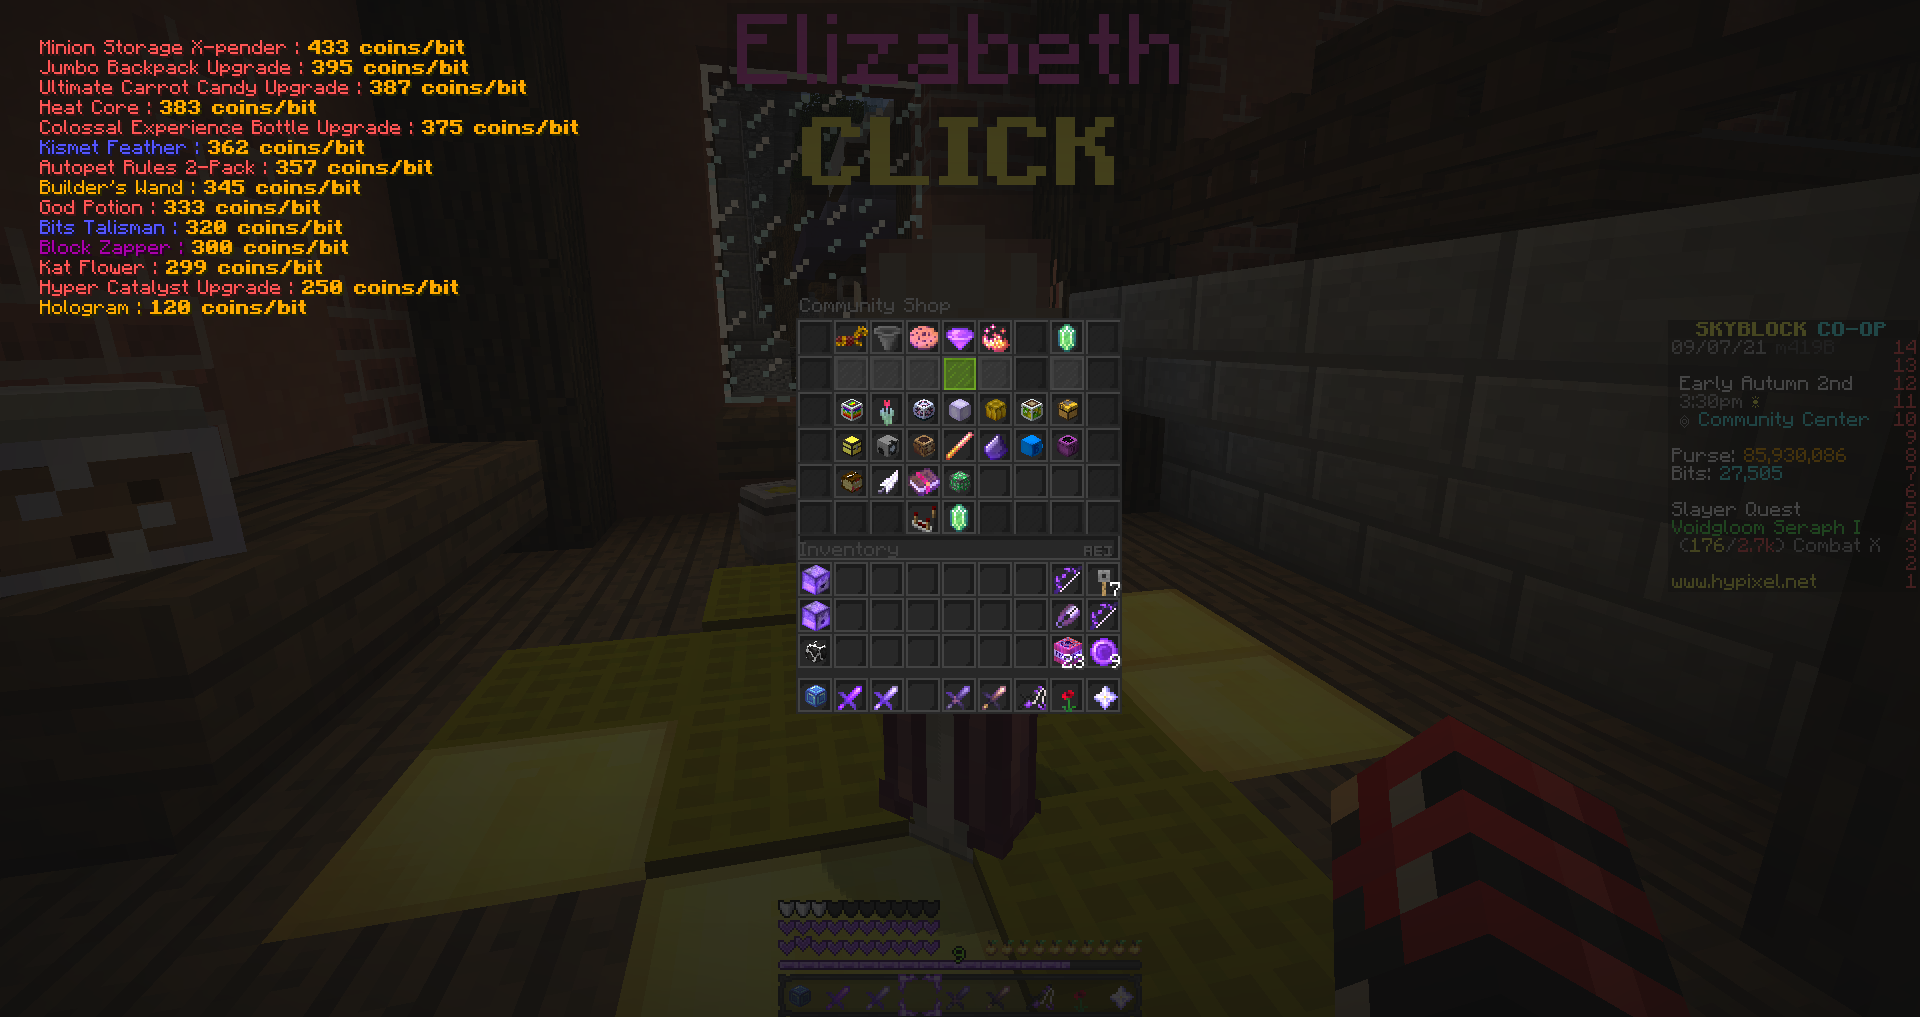 Elizabeth
CLICK
Minion Storage X-pender : 433 coins/bit
Jumbo Backpack Upgrade : 395 coins/bit
Ultimate Carrot Candy Upgrade : 387 coins/bit
Heat Core : 383 coins/bit
Colossal Experience Bottle Upgrade : 375 coins/bit
Kismet Feather : 362 coins/bit
Autopet Rules 2-Pack : 357 coins/bit
Builder's Wand : 345 coins/bit
God Potion : 333 coins/bit
Bits Talisman : 320 coins/bit
Block Zapper : 300 coins/bit
Kat Flower : 299 coins/bit
Hyper Catalyst Upgrade : 250 coins/bit
Hologram : 120 coins/bit
Community Shop
Inventory REI
7
23 9
9
SKYBLOCK CO-OP
09/07/21 m419B 14
13
Early Autumn 2nd 12
3:30pm 11
Community Center 10
9
Purse: 85,930,086 8
Bits: 27,505 7
6
Slayer Quest 5
Voidgloom Seraph I 4
(176/2.7k) Combat X 3
2
www.hypixel.net 1